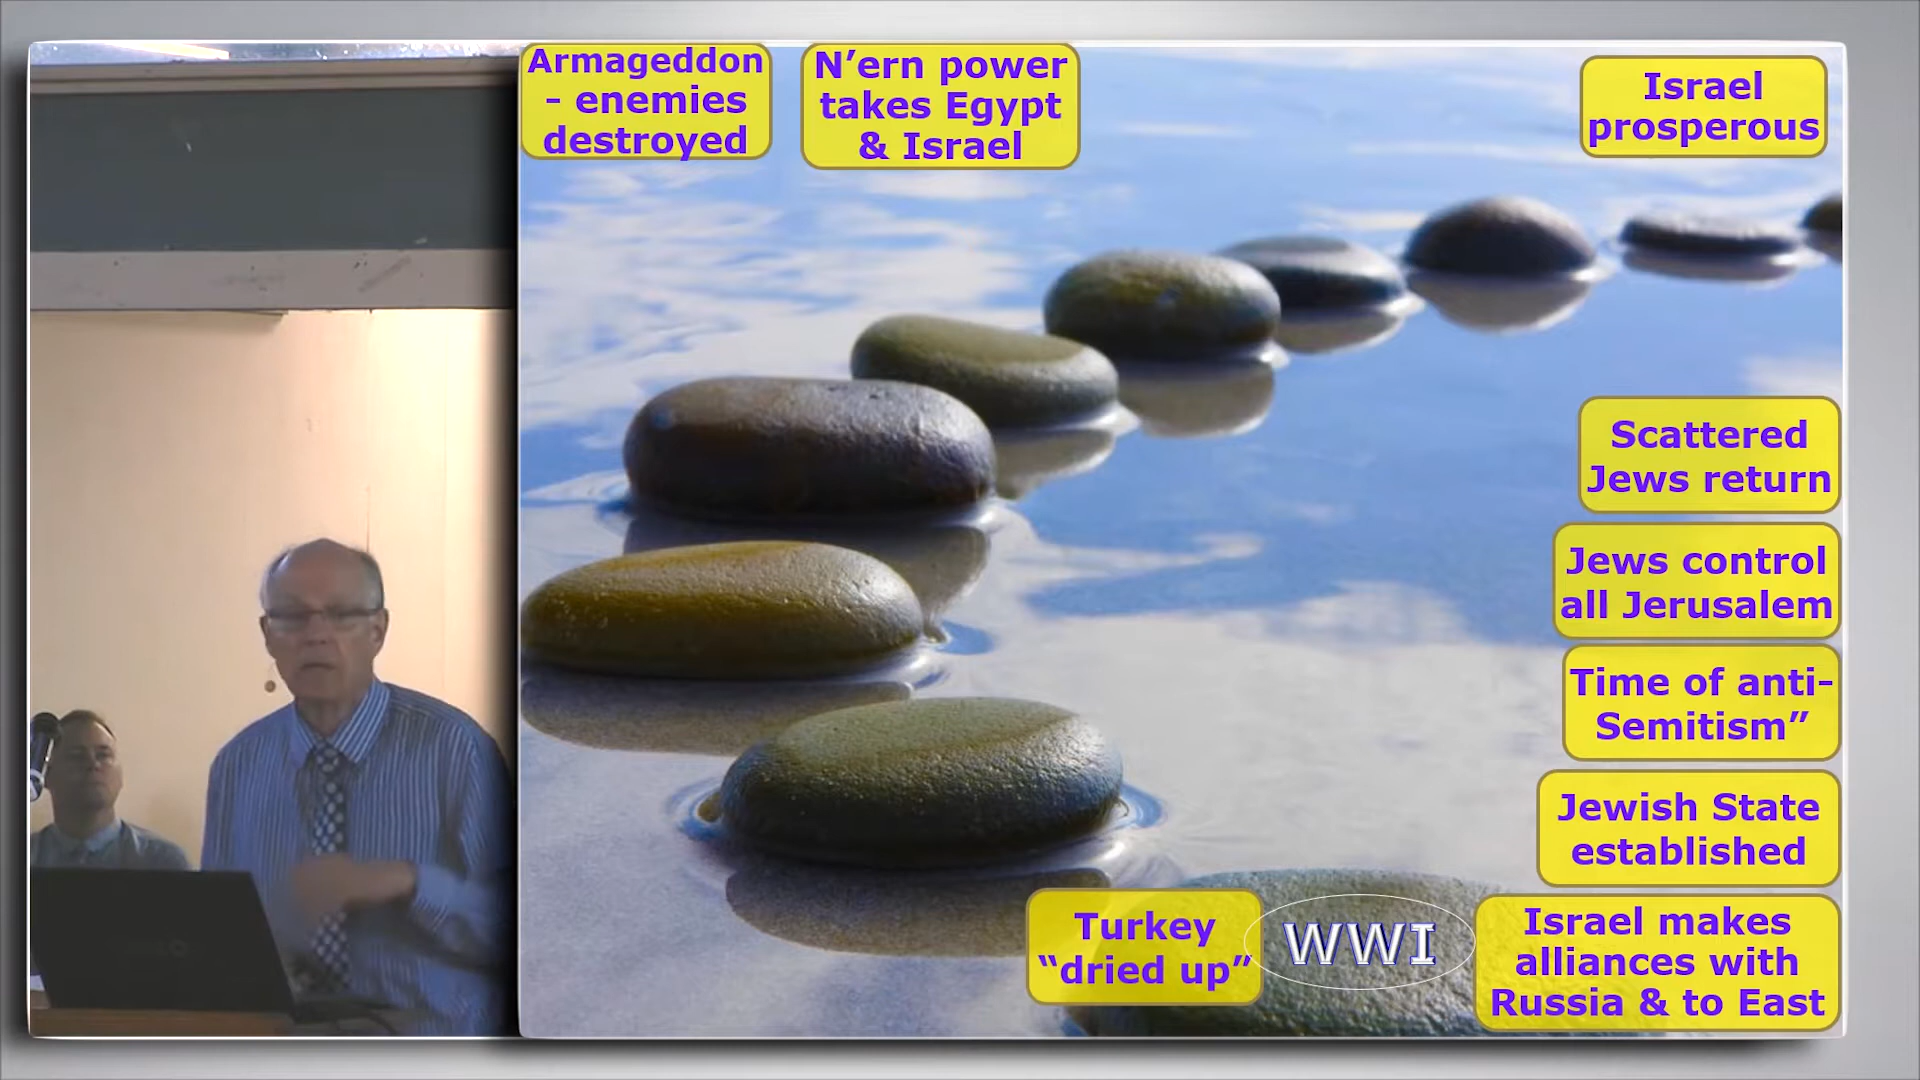 Armageddon
- enemies
destroyed
N’ern power
takes Egypt
& Israel
Israel
prosperous
Scattered
Jews return
Jews control
all Jerusalem
Time of anti-
Semitism”
Jewish State
established
Turkey
“dried up”
WWI
Israel makes
alliances with
Russia & to East